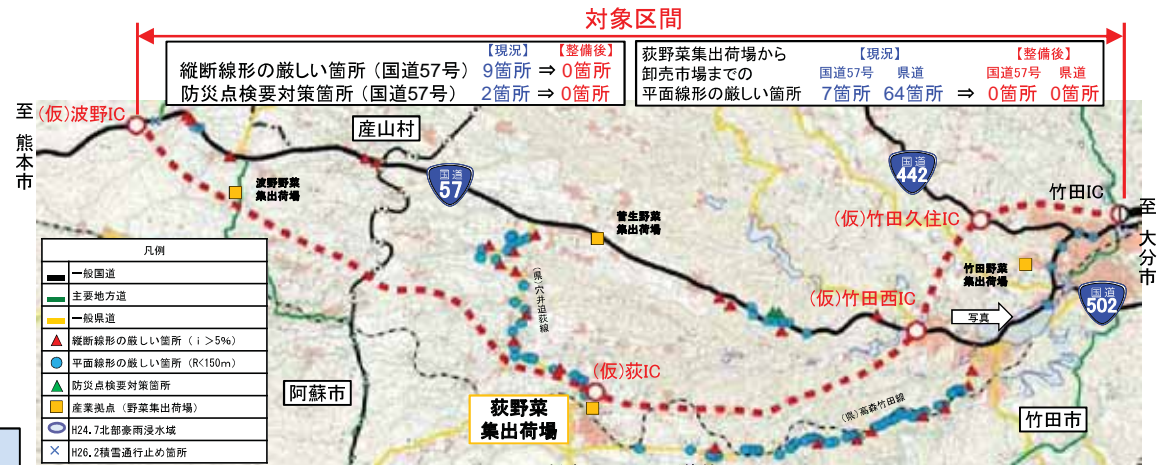 対象区間
【現況】 【整備後】
縦断線形の厳しい箇所（国道57号） 9箇所 ⇒ 0箇所
防災点検要対策箇所（国道57号） 2箇所 ⇒ 0箇所
荻野菜集出荷場から 【現況】 【整備後】
卸売市場までの 国道57号 県道 国道57号 県道
平面線形の厳しい箇所 7箇所 64箇所 ⇒ 0箇所 0箇所
至 熊本市
(仮)波野IC
産山村
波野野菜
集出荷場
国道
57
国道
442
竹田IC
至 大分市
(仮)竹田久住IC
菅生野菜
集出荷場
竹田野菜
集出荷場
(県)穴井迫荻線
(仮)竹田西IC
写真
国道
502
凡例
一般国道
主要地方道
一般県道
縦断線形の厳しい箇所（ｉ＞5%）
平面線形の厳しい箇所（R<150m）
防災点検要対策箇所
産業拠点（野菜集出荷場）
H24.7北部豪雨浸水域
H26.2積雪通行止め箇所
阿蘇市
(仮)荻IC
荻野菜
集出荷場
(県)高森竹田線
竹田市